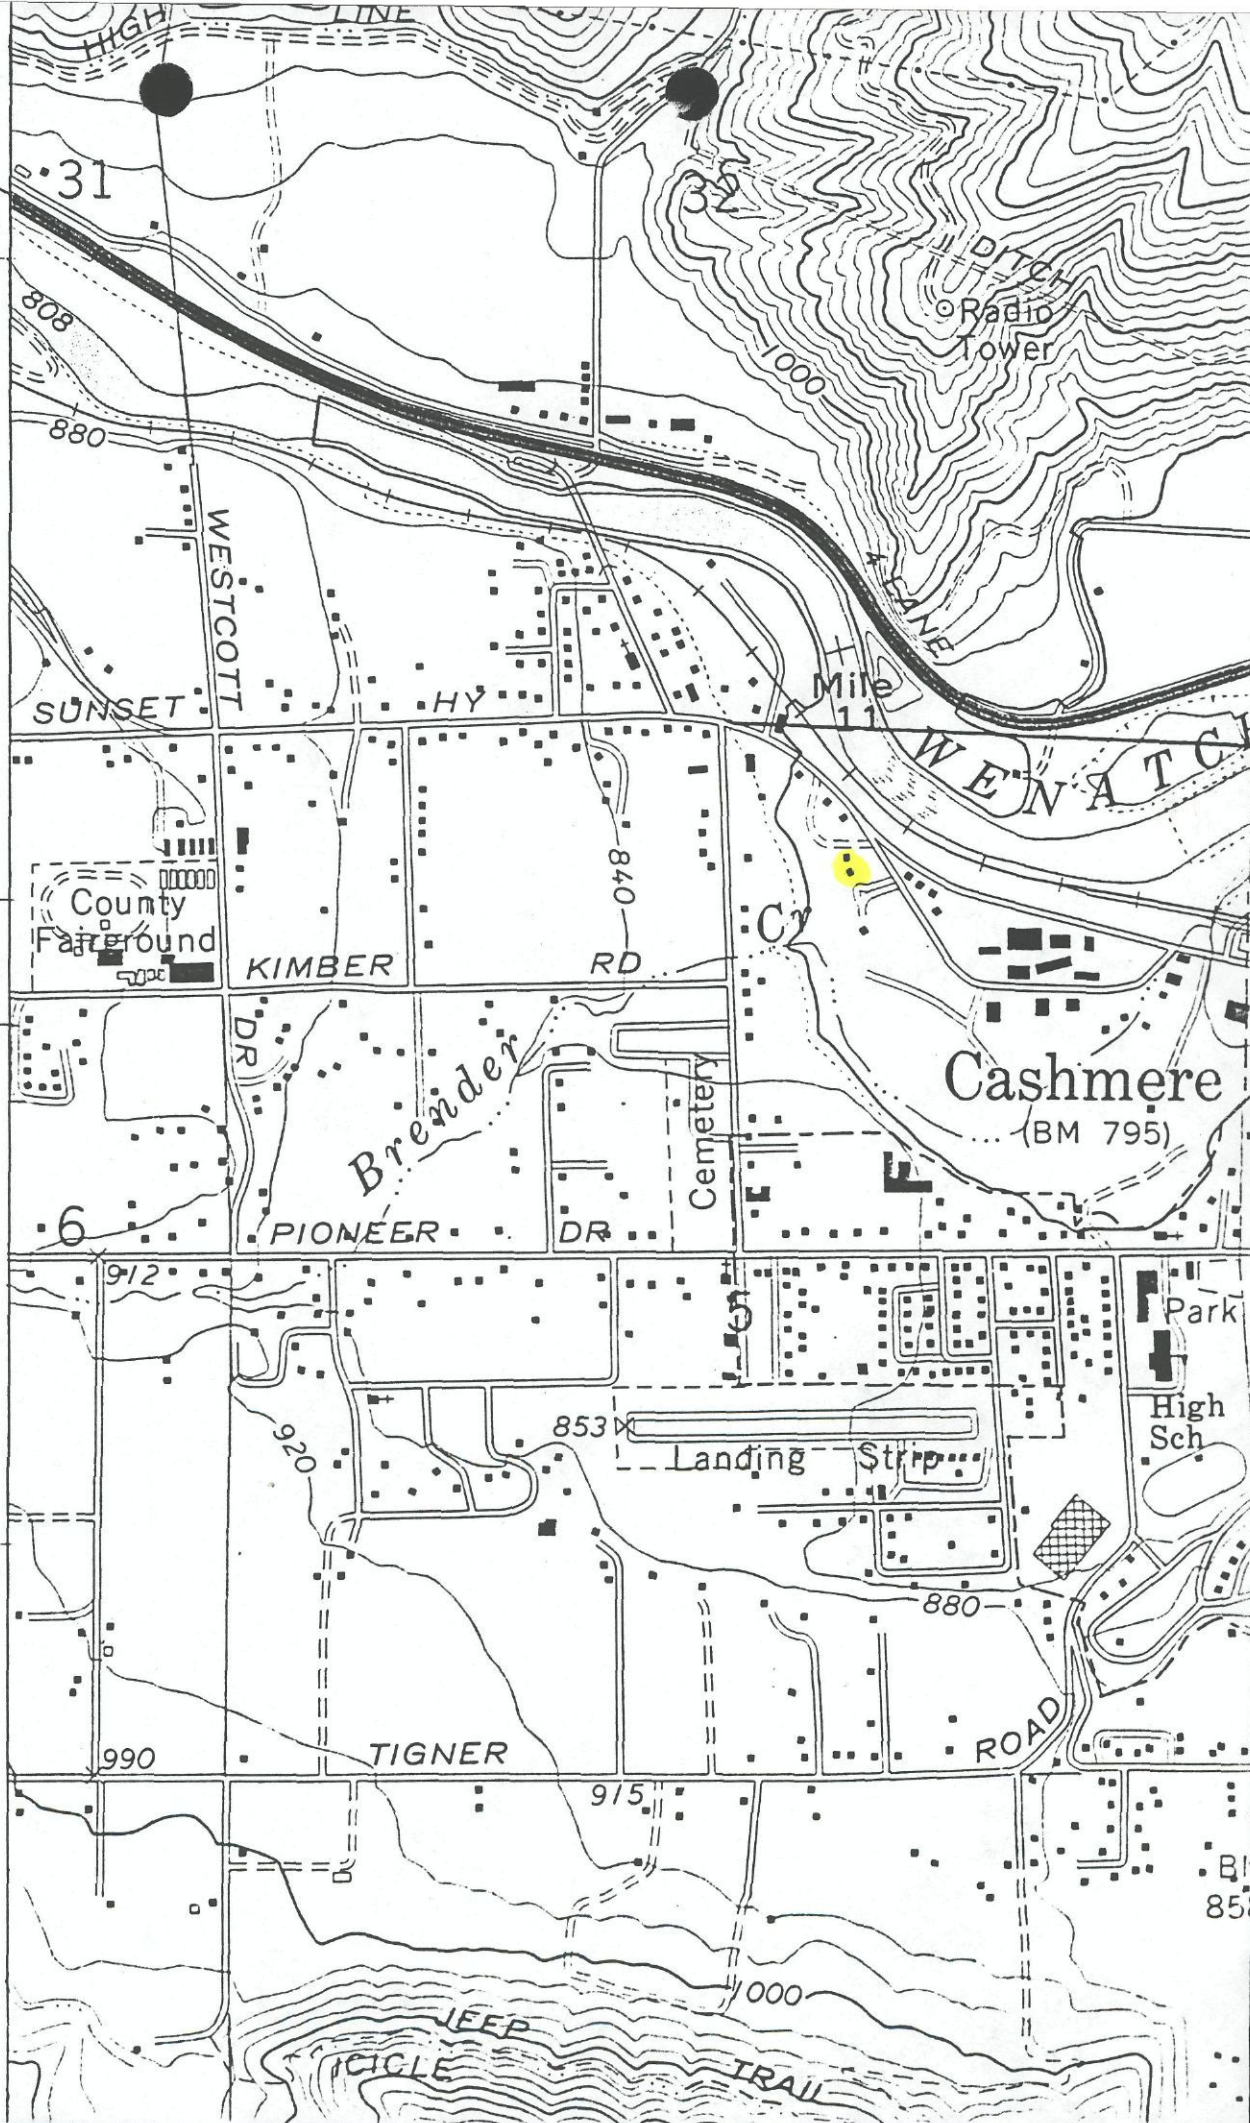 HIGH LINE
31
32
DITCH
Radio
Tower
808
1000
880
4 LANE
WESTCOTT
DR
SUNSET HY
Mile
11
840
Cr
County
Fairground
KIMBER RD
Brender
Cemetery
Cashmere
(BM 795)
6
PIONEER DR
912
5
Park
853
Landing Strip
High
Sch
920
880
990
TIGNER ROAD
915
1000
JEEP
ICICLE
TRAIL